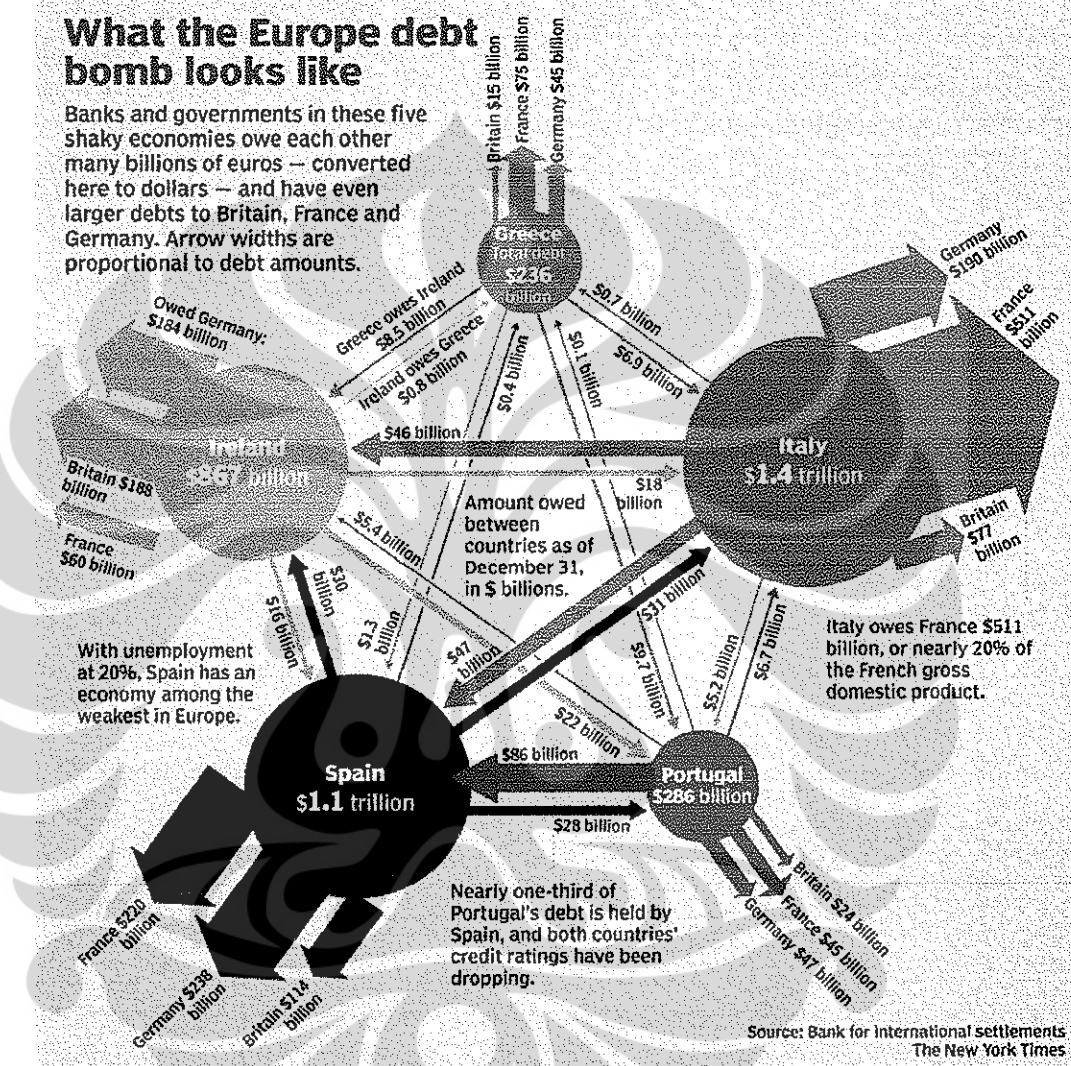 What the Europe debt
bomb looks like
Banks and governments in these five
shaky economies owe each other
many billions of euros — converted
here to dollars — and have even
larger debts to Britain, France and
Germany. Arrow widths are
proportional to debt amounts.
Britain $15 billion
France $75 billion
Germany $45 billion
Greece
Total debt
$236
billion
Germany
$190 billion
France
$511
billion
Owed Germany:
$184 billion
Greece owes Ireland
$8.5 billion
Ireland owes Greece
$0.8 billion
$0.4 billion
$0.1 billion
$0.7 billion
$6.9 billion
$46 billion
Ireland
$867 billion
Italy
$1.4 trillion
$18
billion
Britain $188
billion
France
$60 billion
Britain
$77
billion
Amount owed
between
countries as of
December 31,
in $ billions.
$5.4 billion
$30
billion
$16 billion
$1.3
billion
$47
billion
$31 billion
$22 billion
$9.7 billion
$5.2 billion
$6.7 billion
With unemployment
at 20%, Spain has an
economy among the
weakest in Europe.
Italy owes France $511
billion, or nearly 20% of
the French gross
domestic product.
Spain
$1.1 trillion
$86 billion
$28 billion
Portugal
$286 billion
France $220
billion
Germany $238
billion
Britain $114
billion
Nearly one-third of
Portugal's debt is held by
Spain, and both countries'
credit ratings have been
dropping.
Britain $24 billion
France $45 billion
Germany $47 billion
Source: Bank for International settlements
The New York Times